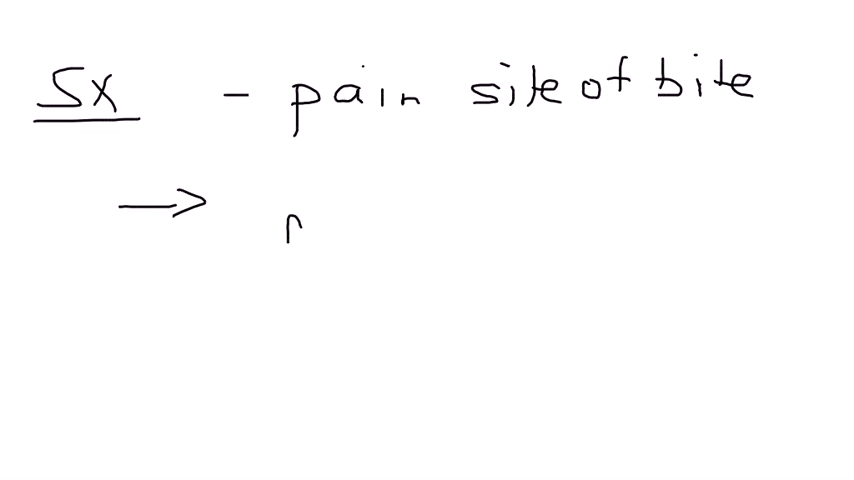 Sx - pain site of bite
→ r